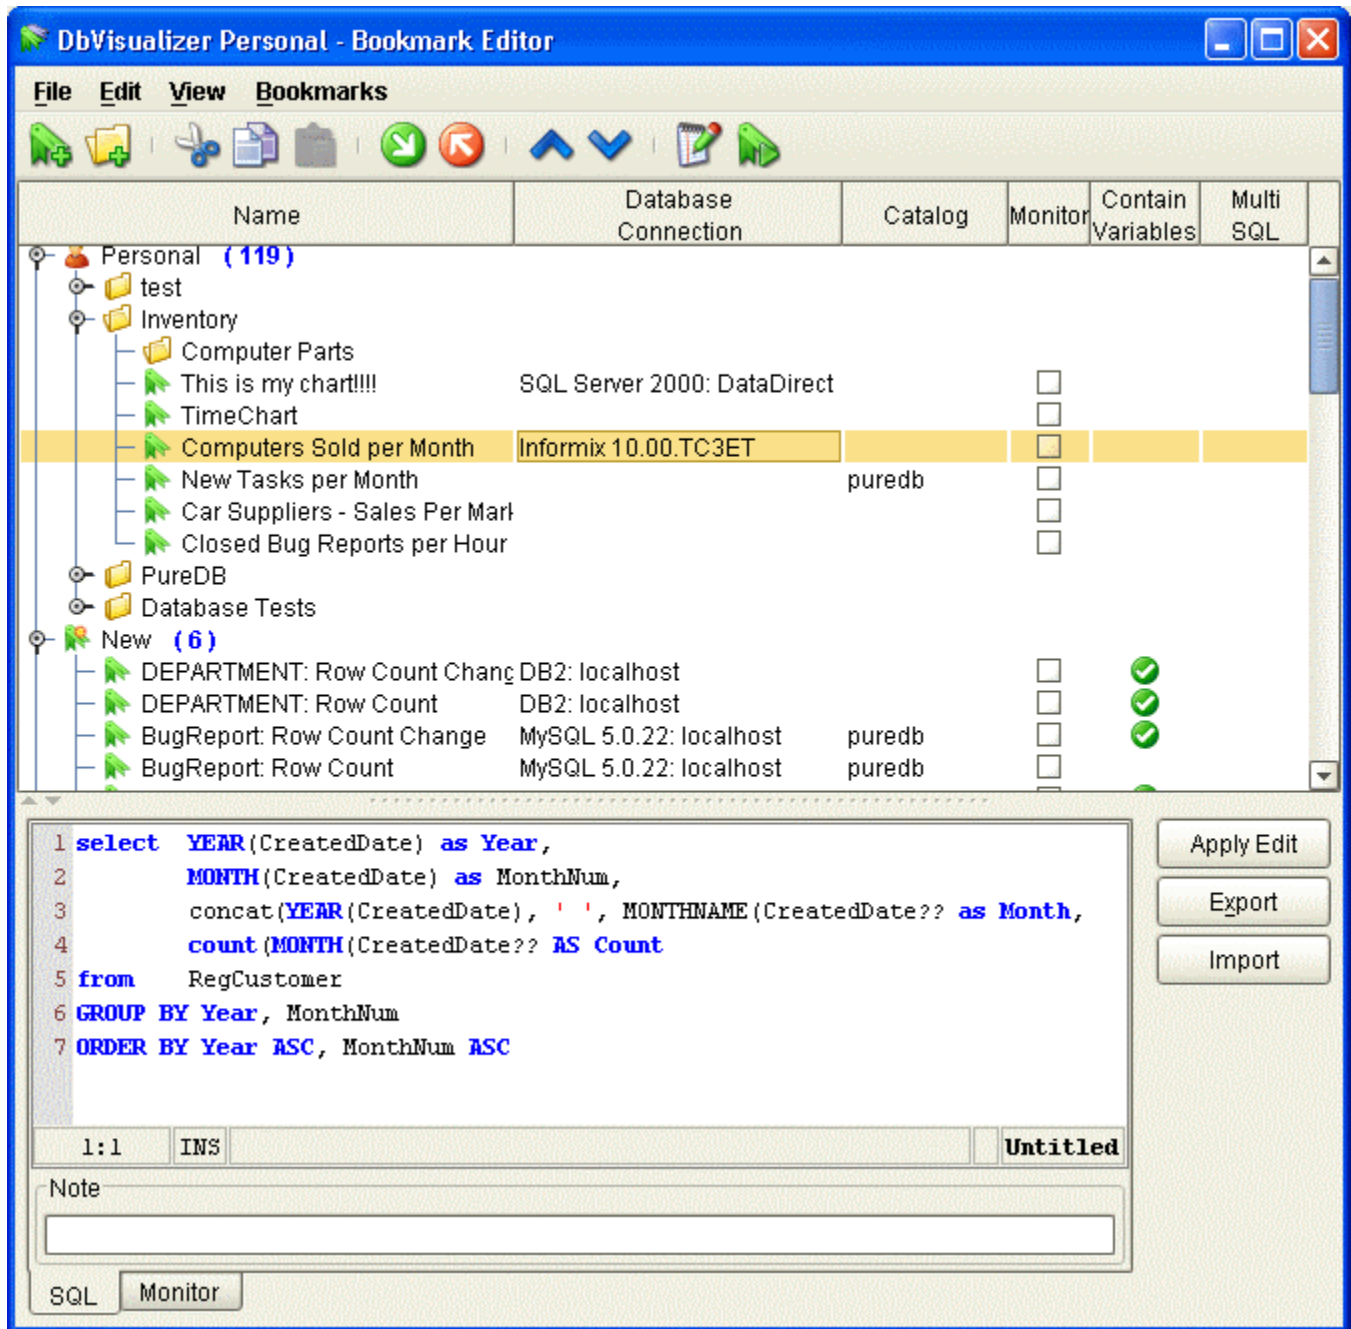 DbVisualizer Personal - Bookmark Editor
File Edit View Bookmarks
Name Database Connection Catalog Monitor Contain Variables Multi SQL
Personal (119)
test
Inventory
Computer Parts
This is my chart!!!! SQL Server 2000: DataDirect
TimeChart
Computers Sold per Month Informix 10.00.TC3ET
New Tasks per Month puredb
Car Suppliers - Sales Per Mark
Closed Bug Reports per Hour
PureDB
Database Tests
New (6)
DEPARTMENT: Row Count Chang DB2: localhost
DEPARTMENT: Row Count DB2: localhost
BugReport: Row Count Change MySQL 5.0.22: localhost puredb
BugReport: Row Count MySQL 5.0.22: localhost puredb
1 select YEAR(CreatedDate) as Year,
2 MONTH(CreatedDate) as MonthNum,
3 concat(YEAR(CreatedDate), ' ', MONTHNAME(CreatedDate?? as Month,
4 count(MONTH(CreatedDate?? AS Count
5 from RegCustomer
6 GROUP BY Year, MonthNum
7 ORDER BY Year ASC, MonthNum ASC
Apply Edit
Export
Import
1:1 INS Untitled
Note
SQL Monitor